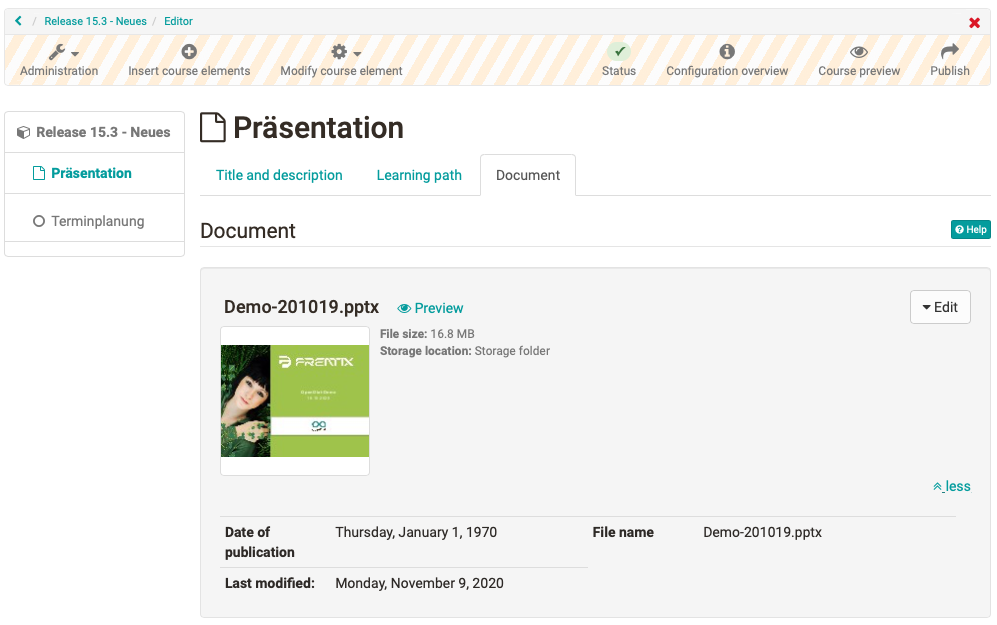 Release 15.3 - Neues / Editor
Administration
Insert course elements
Modify course element
Status
Configuration overview
Course preview
Publish
Release 15.3 - Neues
Präsentation
Terminplanung
Präsentation
Title and description
Learning path
Document
Document
Help
Demo-201019.pptx
Preview
Edit
File size: 16.8 MB
Storage location: Storage folder
FRENTIX
less
Date of publication
Thursday, January 1, 1970
File name
Demo-201019.pptx
Last modified:
Monday, November 9, 2020